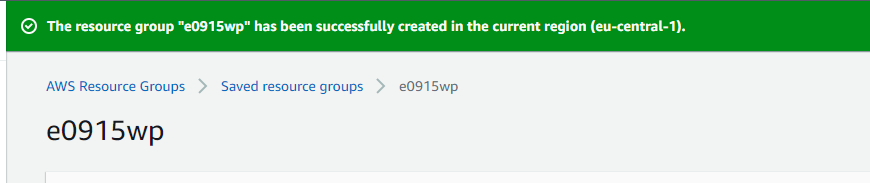 The resource group "e0915wp" has been successfully created in the current region (eu-central-1).
AWS Resource Groups > Saved resource groups > e0915wp
e0915wp